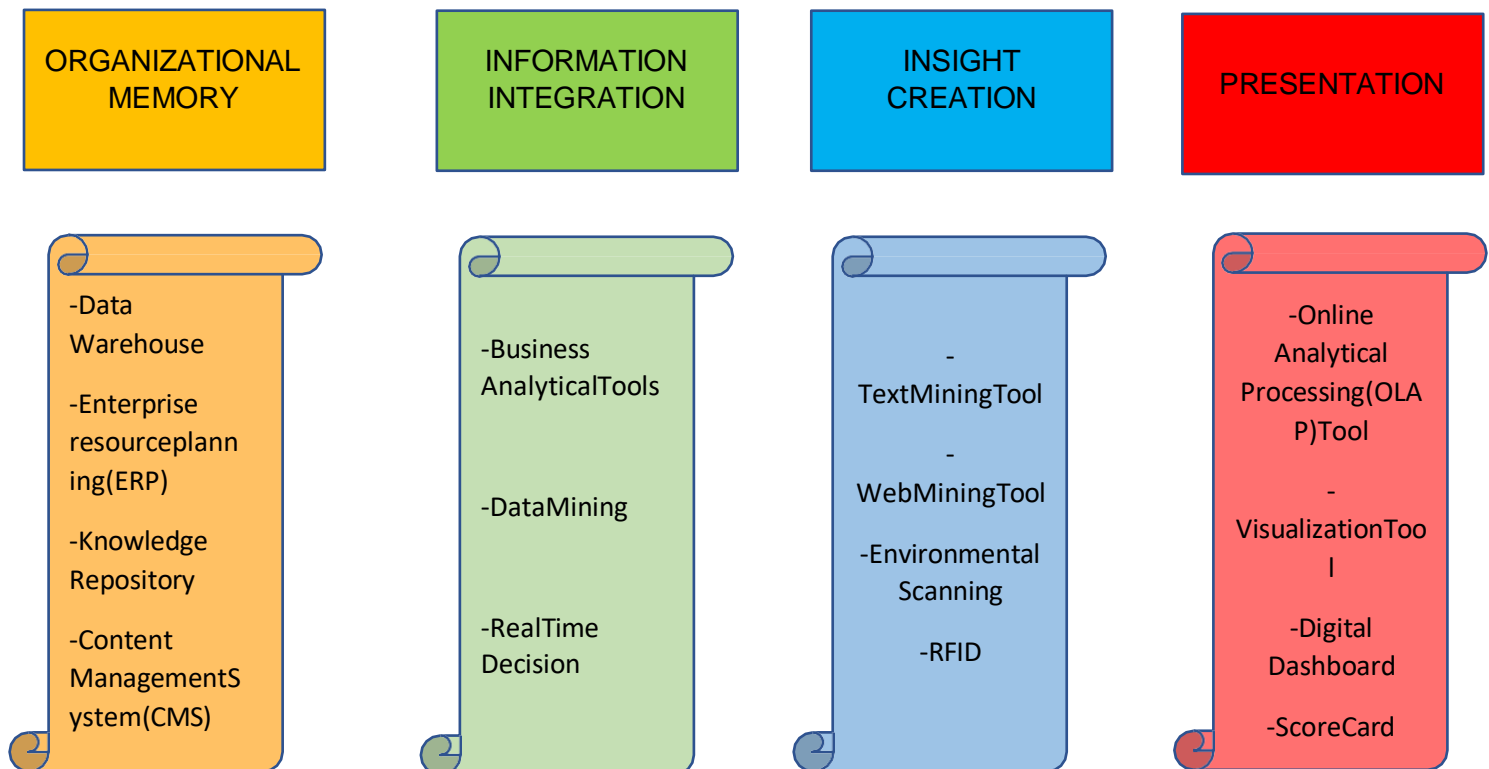 ORGANIZATIONAL
MEMORY
INFORMATION
INTEGRATION
INSIGHT
CREATION
PRESENTATION
-Data
Warehouse
-Enterprise
resourceplann
ing(ERP)
-Knowledge
Repository
-Content
ManagementS
ystem(CMS)
-Business
AnalyticalTools
-DataMining
-RealTime
Decision
-
TextMiningTool
-
WebMiningTool
-Environmental
Scanning
-RFID
-Online
Analytical
Processing(OLA
P)Tool
-
VisualizationToo
l
-Digital
Dashboard
-ScoreCard